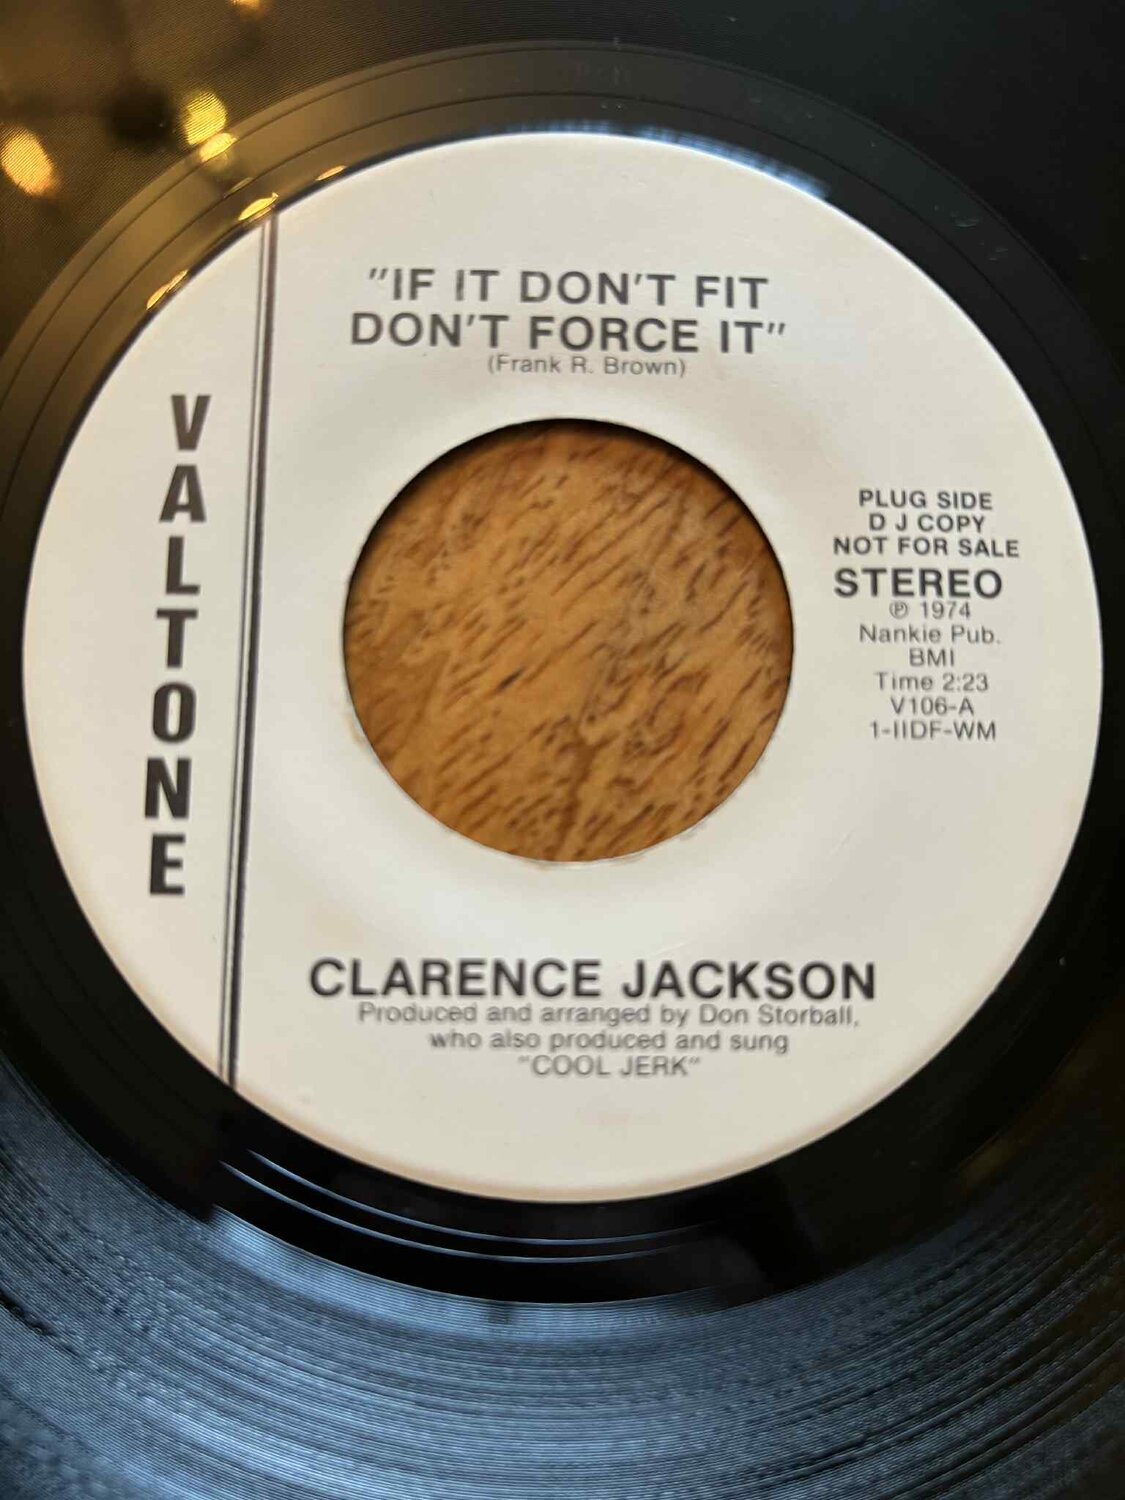 "IF IT DON'T FIT
DON'T FORCE IT"
(Frank R. Brown)
VALTONE
PLUG SIDE
D J COPY
NOT FOR SALE
STEREO
℗ 1974
Nankie Pub.
BMI
Time 2:23
V106-A
1-IIDF-WM
CLARENCE JACKSON
Produced and arranged by Don Storball,
who also produced and sung
"COOL JERK"